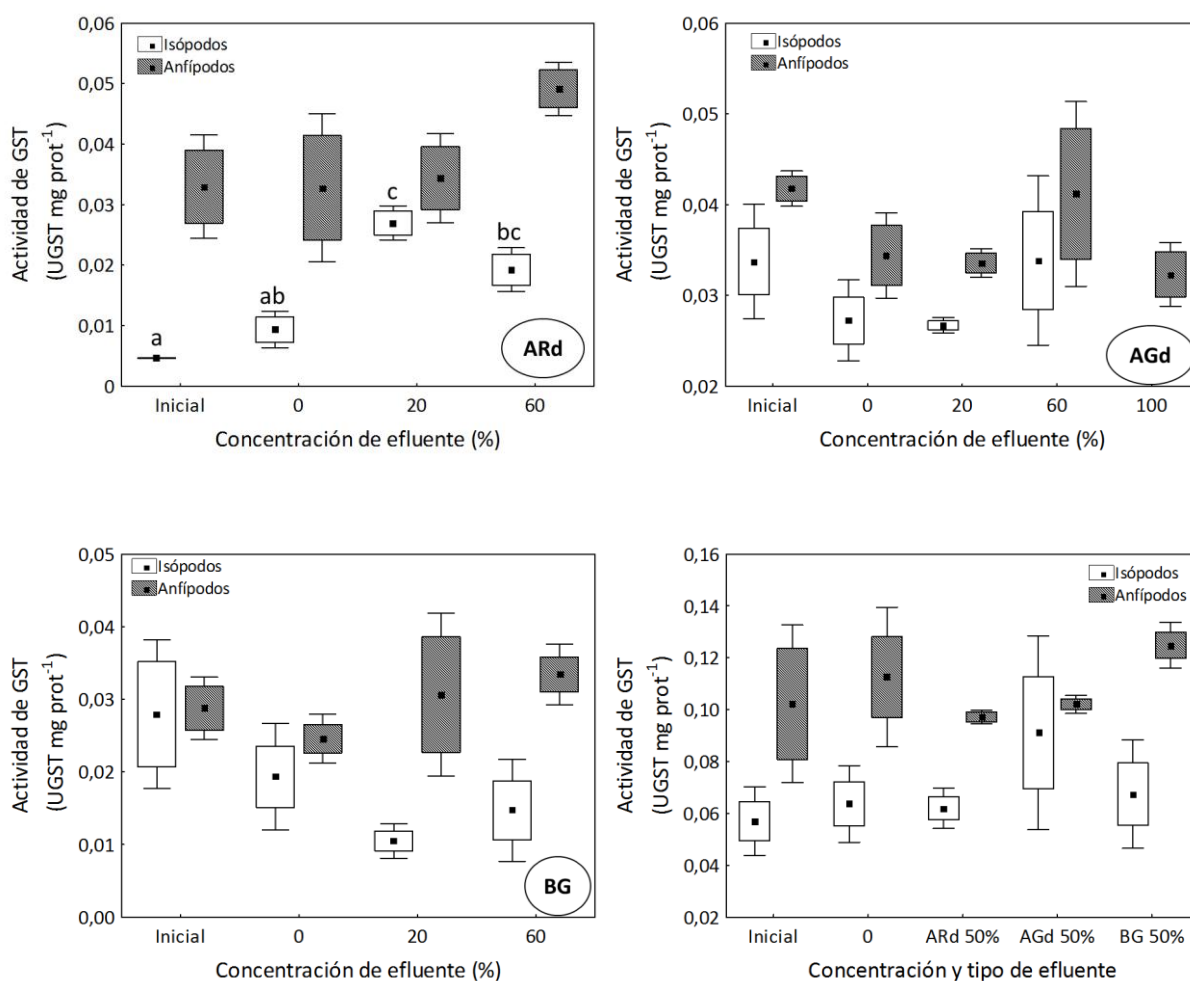 0,06
0,05
0,04
0,03
0,02
0,01
0
Actividad de GST
(UGST mg prot⁻¹)
Isópodos
Anfípodos
a
ab
c
bc
ARd
Inicial 0 20 60
Concentración de efluente (%)
0,06
0,05
0,04
0,03
0,02
Actividad de GST
(UGST mg prot⁻¹)
Isópodos
Anfípodos
AGd
Inicial 0 20 60 100
Concentración de efluente (%)
0,05
0,04
0,03
0,02
0,01
0,00
Actividad de GST
(UGST mg prot⁻¹)
Isópodos
Anfípodos
BG
Inicial 0 20 60
Concentración de efluente (%)
0,16
0,14
0,12
0,10
0,08
0,06
0,04
0,02
Actividad de GST
(UGST mg prot⁻¹)
Isópodos
Anfípodos
Inicial 0 ARd 50% AGd 50% BG 50%
Concentración y tipo de efluente